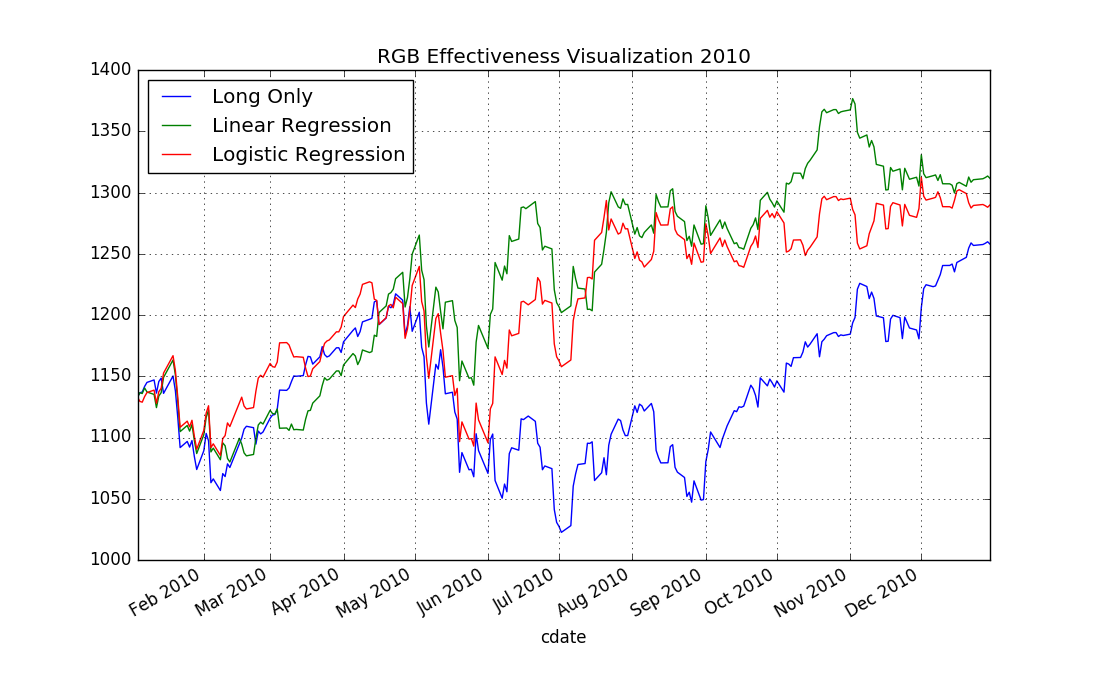 RGB Effectiveness Visualization 2010
1400
1350
1300
1250
1200
1150
1100
1050
1000
Long Only
Linear Regression
Logistic Regression
Feb 2010
Mar 2010
Apr 2010
May 2010
Jun 2010
Jul 2010
Aug 2010
Sep 2010
Oct 2010
Nov 2010
Dec 2010
cdate